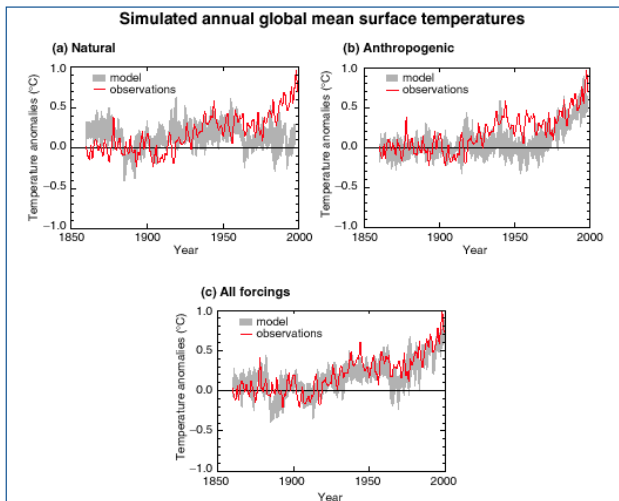 Simulated annual global mean surface temperatures
(a) Natural
Temperature anomalies (°C)
1.0
0.5
0.0
−0.5
−1.0
model
observations
1850 1900 1950 2000
Year
(b) Anthropogenic
Temperature anomalies (°C)
1.0
0.5
0.0
−0.5
−1.0
model
observations
1850 1900 1950 2000
Year
(c) All forcings
Temperature anomalies (°C)
1.0
0.5
0.0
−0.5
−1.0
model
observations
1850 1900 1950 2000
Year